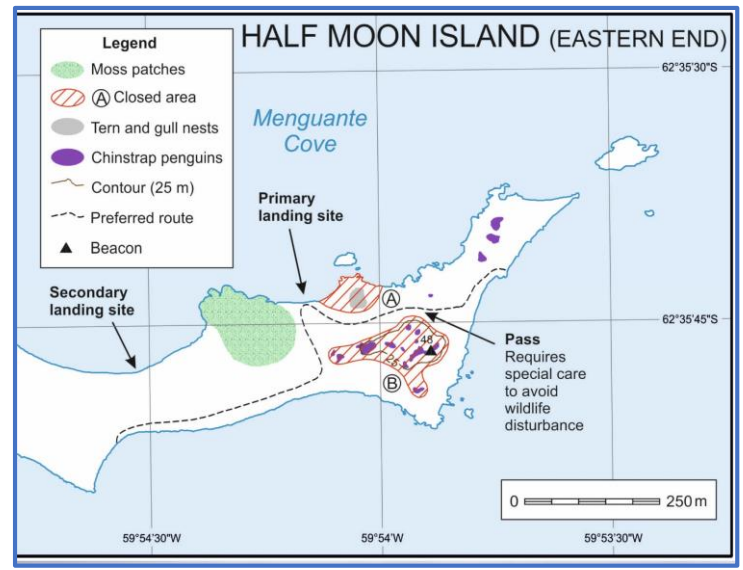 HALF MOON ISLAND (EASTERN END)
Legend
Moss patches
Ⓐ Closed area
Tern and gull nests
Chinstrap penguins
Contour (25 m)
Preferred route
Beacon
62°35'30"S
Menguante
Cove
Primary
landing site
Secondary
landing site
A
62°35'45"S
48
25
B
Pass
Requires
special care
to avoid
wildlife
disturbance
0 250 m
59°54'30"W
59°54'W
59°53'30"W